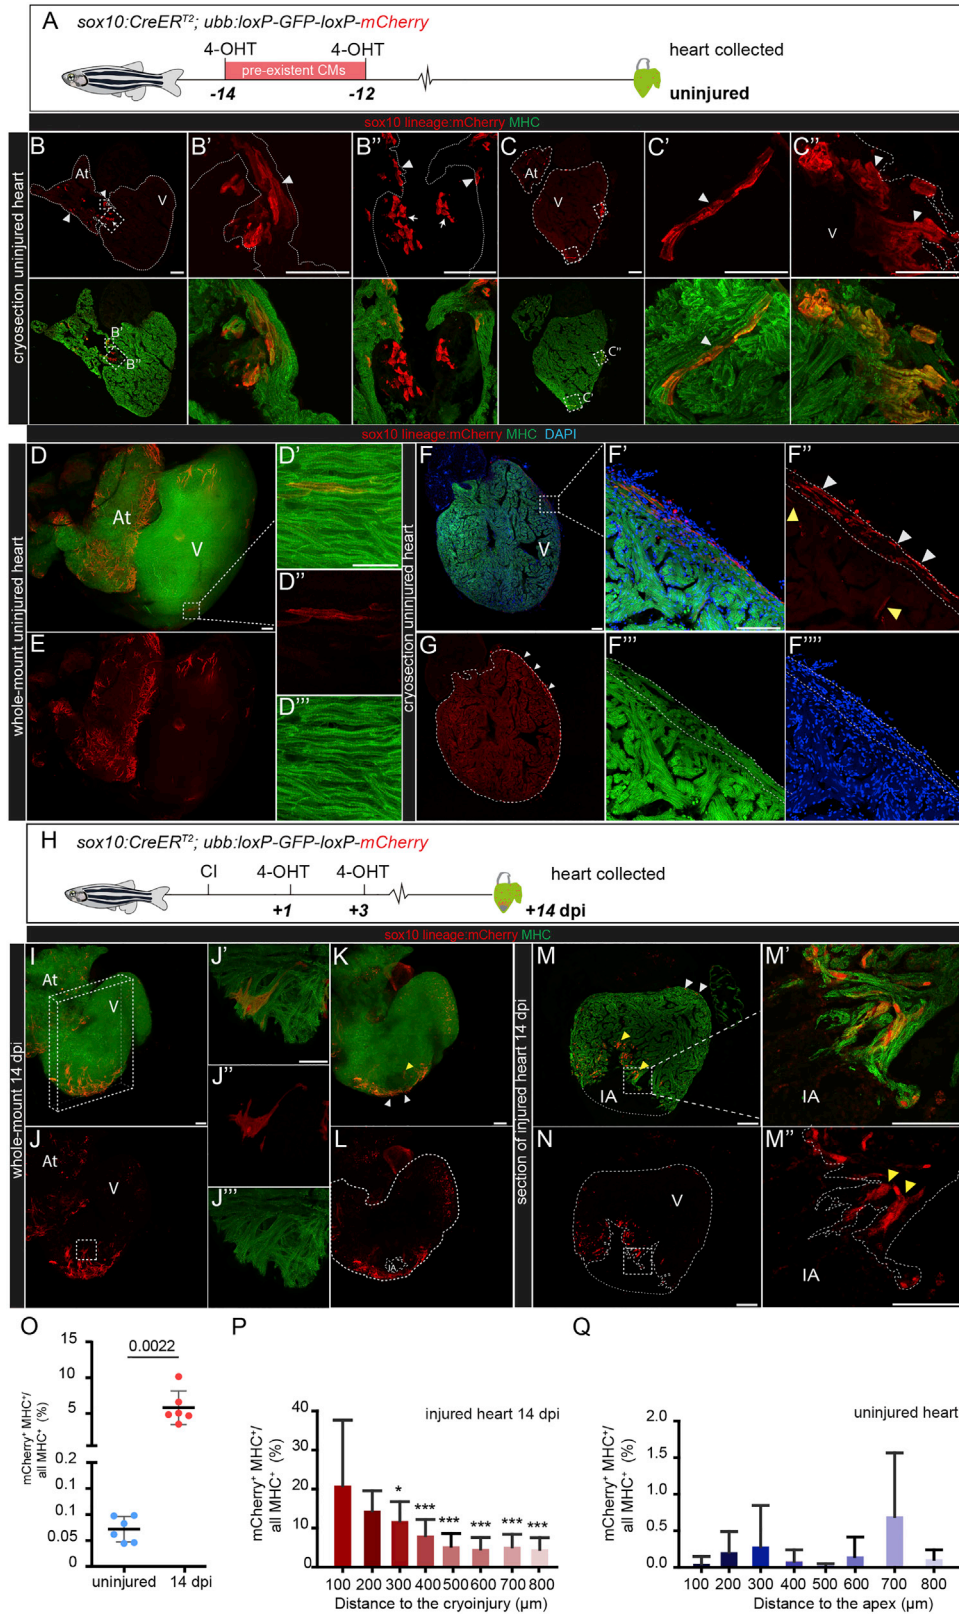 A sox10:CreERT2; ubb:loxP-GFP-loxP-mCherry
4-OHT 4-OHT heart collected
pre-existent CMs
-14 -12 uninjured
sox10 lineage:mCherry MHC
cryosection uninjured heart
B B' B'' C C' C''
At V At V V
B' B'' C'' C'
sox10 lineage:mCherry MHC DAPI
whole-mount uninjured heart
cryosection uninjured heart
D D' F F' F''
At V V
D''
E G F''' F''''
D'''
H sox10:CreERT2; ubb:loxP-GFP-loxP-mCherry
CI 4-OHT 4-OHT heart collected
+1 +3 +14 dpi
sox10 lineage:mCherry MHC
whole-mount 14 dpi
section of injured heart 14 dpi
I J' K M M'
At V
IA IA
J'' 
J L N M''
At V V
J''' IA IA
O P Q
mCherry+ MHC+/
all MHC+ (%)
15
10
5
0.2
0.1
0.05
0.0
0.0022
uninjured 14 dpi
injured heart 14 dpi
mCherry+ MHC+/
all MHC+ (%)
40
30
20
10
0
* *** *** *** *** ***
100 200 300 400 500 600 700 800
Distance to the cryoinjury (µm)
uninjured heart
mCherry+ MHC+/
all MHC+ (%)
2.0
1.5
1.0
0.5
0.0
100 200 300 400 500 600 700 800
Distance to the apex (µm)